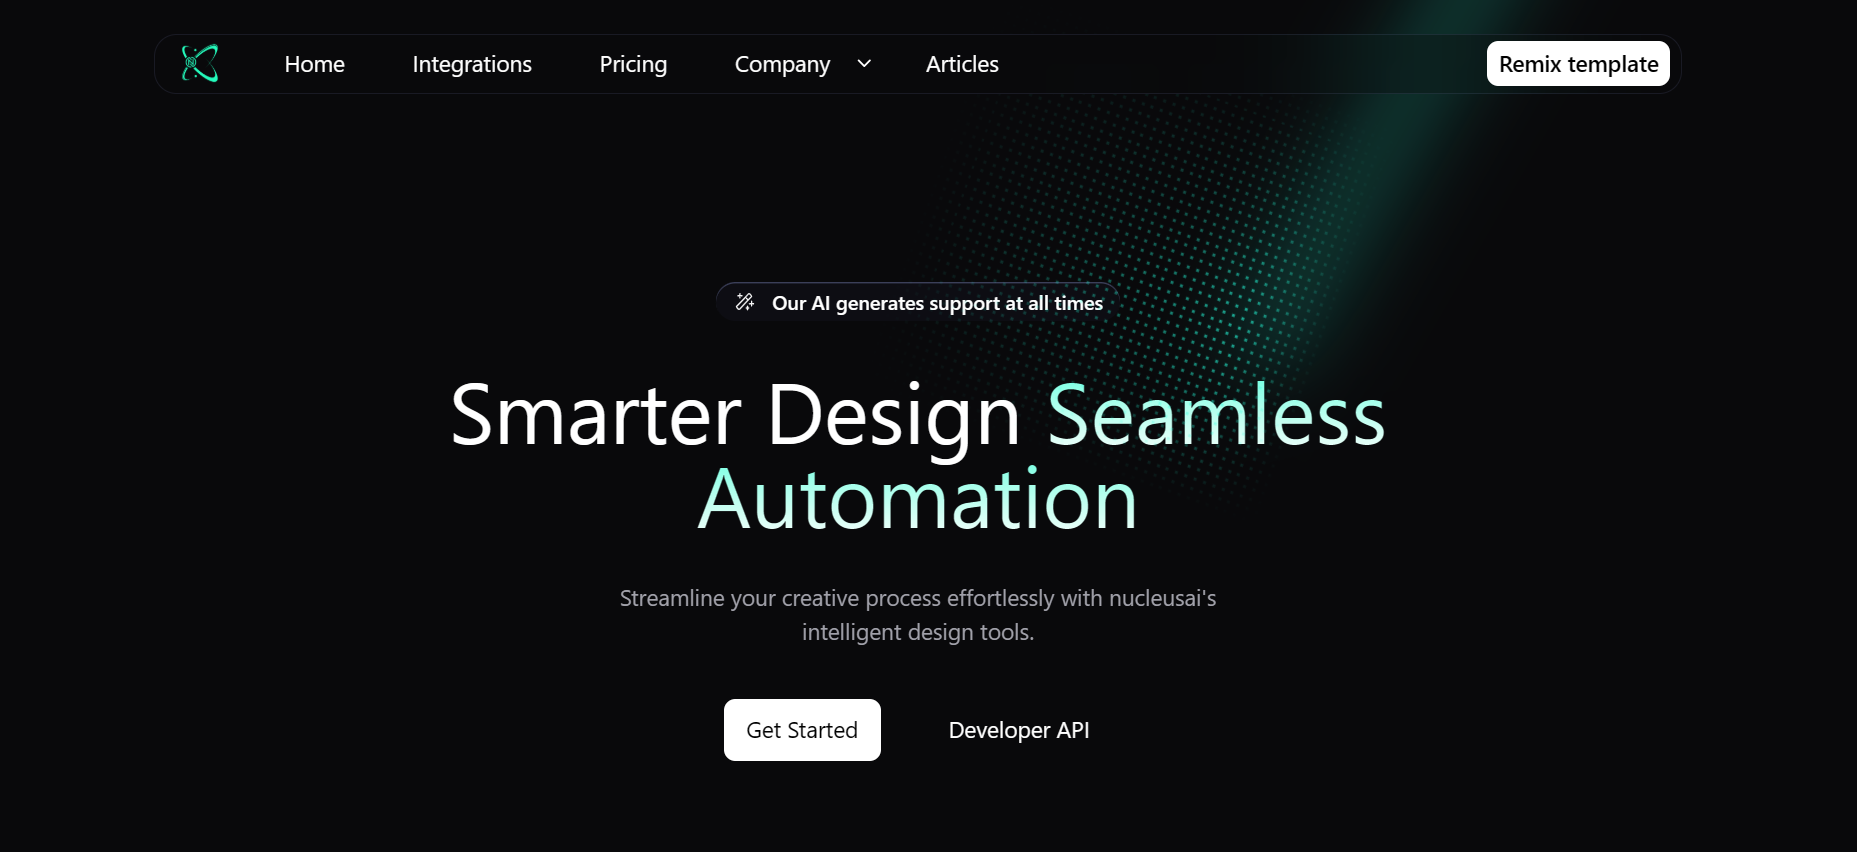 Home Integrations Pricing Company Articles Remix template
Our AI generates support at all times
Smarter Design Seamless
Automation
Streamline your creative process effortlessly with nucleusai's
intelligent design tools.
Get Started Developer API